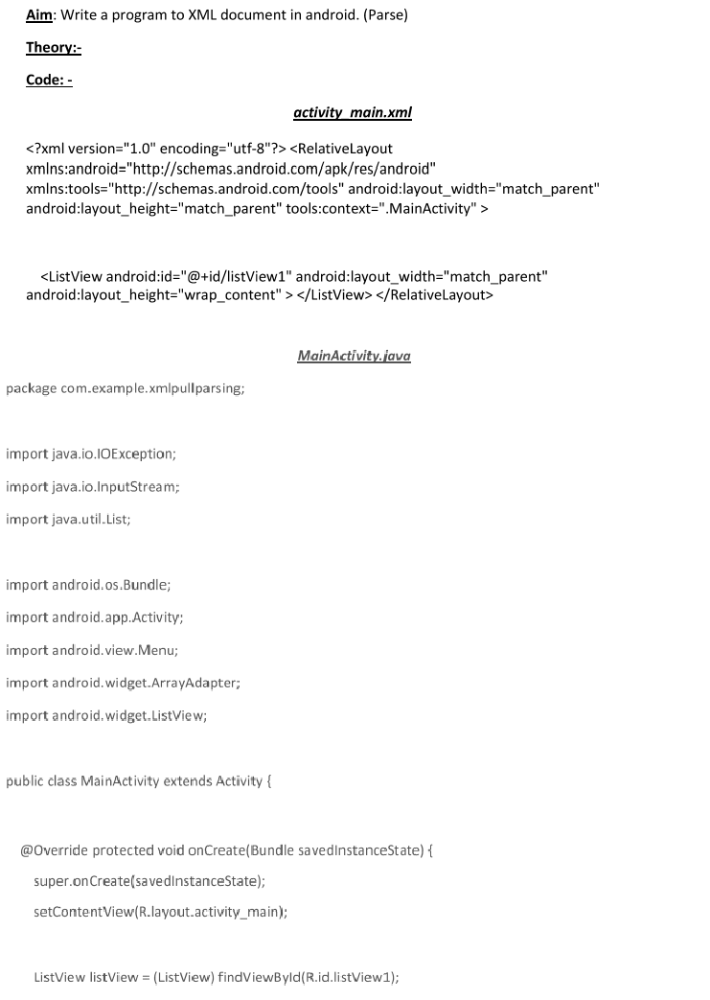 Aim: Write a program to XML document in android. (Parse)
Theory:-
Code: -
activity_main.xml
<?xml version="1.0" encoding="utf-8"?> <RelativeLayout
xmlns:android="http://schemas.android.com/apk/res/android"
xmlns:tools="http://schemas.android.com/tools" android:layout_width="match_parent"
android:layout_height="match_parent" tools:context=".MainActivity" >
<ListView android:id="@+id/listView1" android:layout_width="match_parent"
android:layout_height="wrap_content" > </ListView> </RelativeLayout>
MainActivity.java
package com.example.xmlpullparsing;
import java.io.IOException;
import java.io.InputStream;
import java.util.List;
import android.os.Bundle;
import android.app.Activity;
import android.view.Menu;
import android.widget.ArrayAdapter;
import android.widget.ListView;
public class MainActivity extends Activity {
@Override protected void onCreate(Bundle savedInstanceState) {
super.onCreate(savedInstanceState);
setContentView(R.layout.activity_main);
ListView listView = (ListView) findViewById(R.id.listView1);